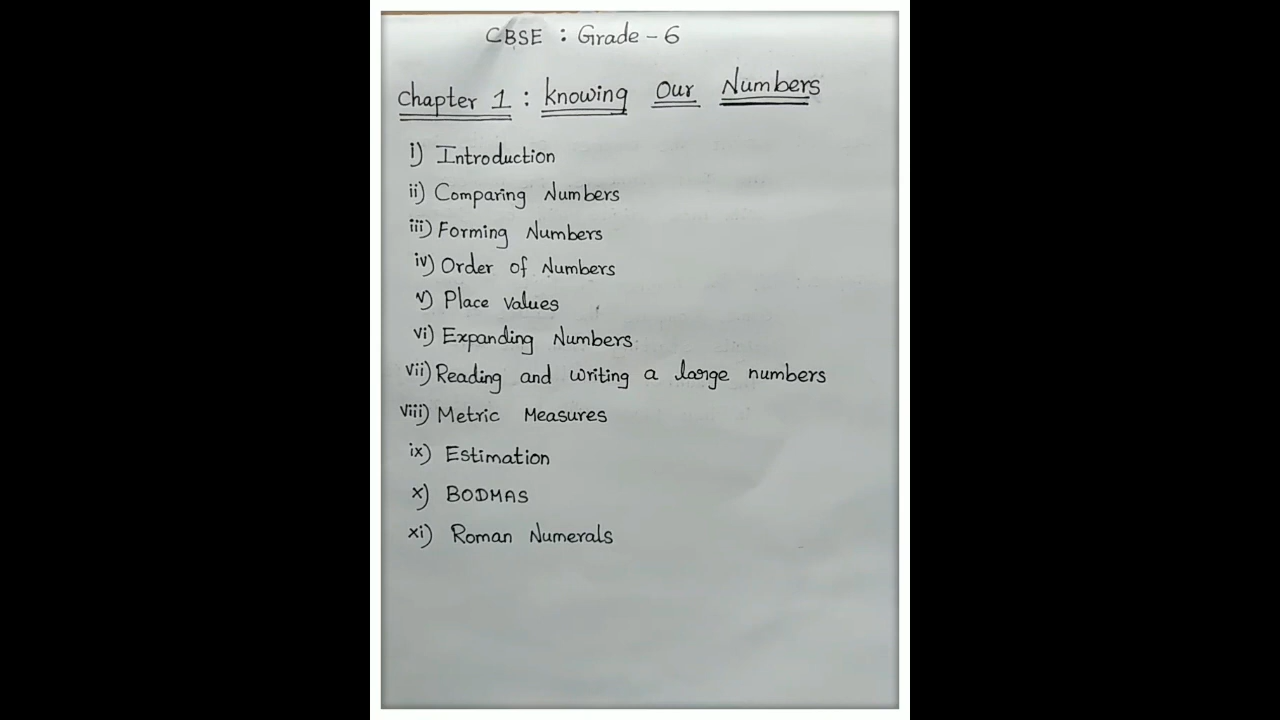 CBSE : Grade - 6
Chapter 1 : knowing Our Numbers
i) Introduction
ii) Comparing Numbers
iii) Forming Numbers
iv) Order of Numbers
v) Place values
vi) Expanding Numbers
vii) Reading and writing a large numbers
viii) Metric Measures
ix) Estimation
x) BODMAS
xi) Roman Numerals